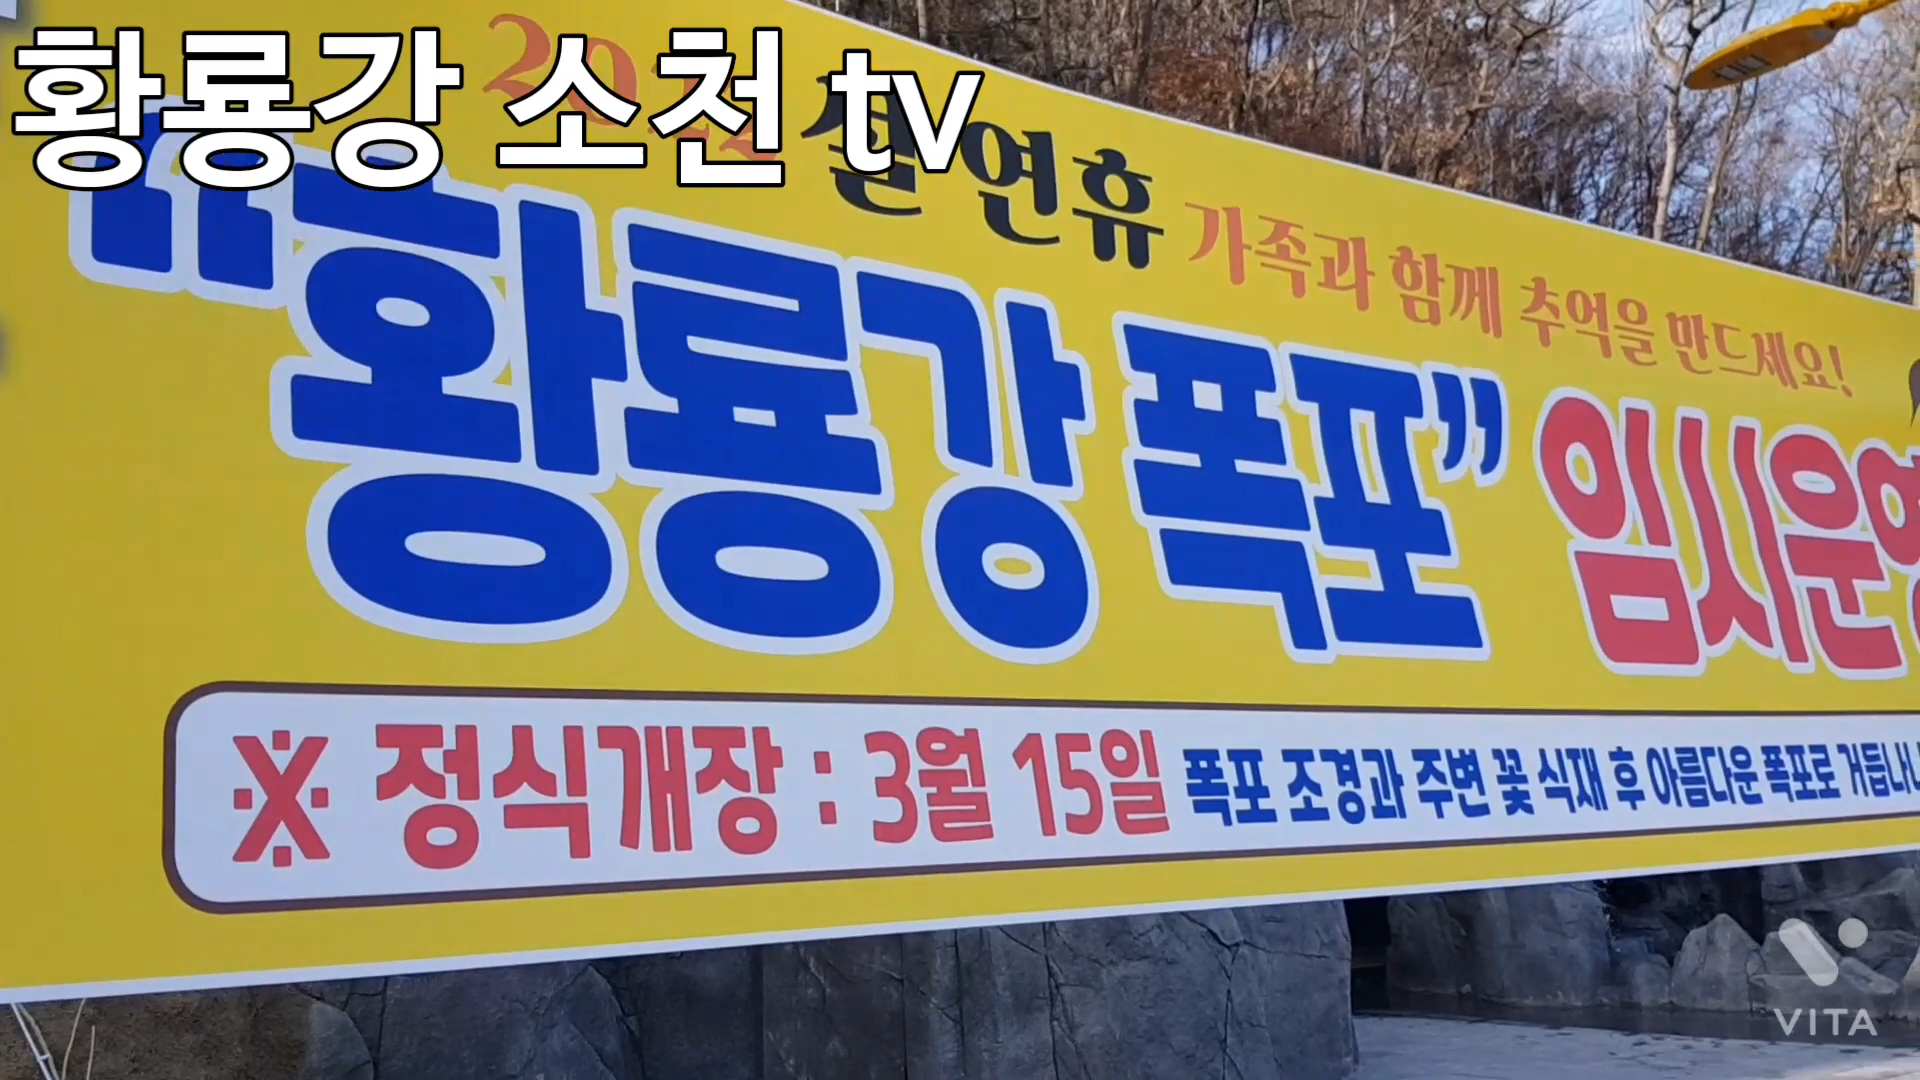 황룡강 소천 tv
2022 설 연휴 가족과 함께 추억을 만드세요!
“황룡강 폭포” 임시운영
※ 정식개장 : 3월 15일 폭포 조경과 주변 꽃 식재 후 아름다운 폭포로 거듭나
VITA